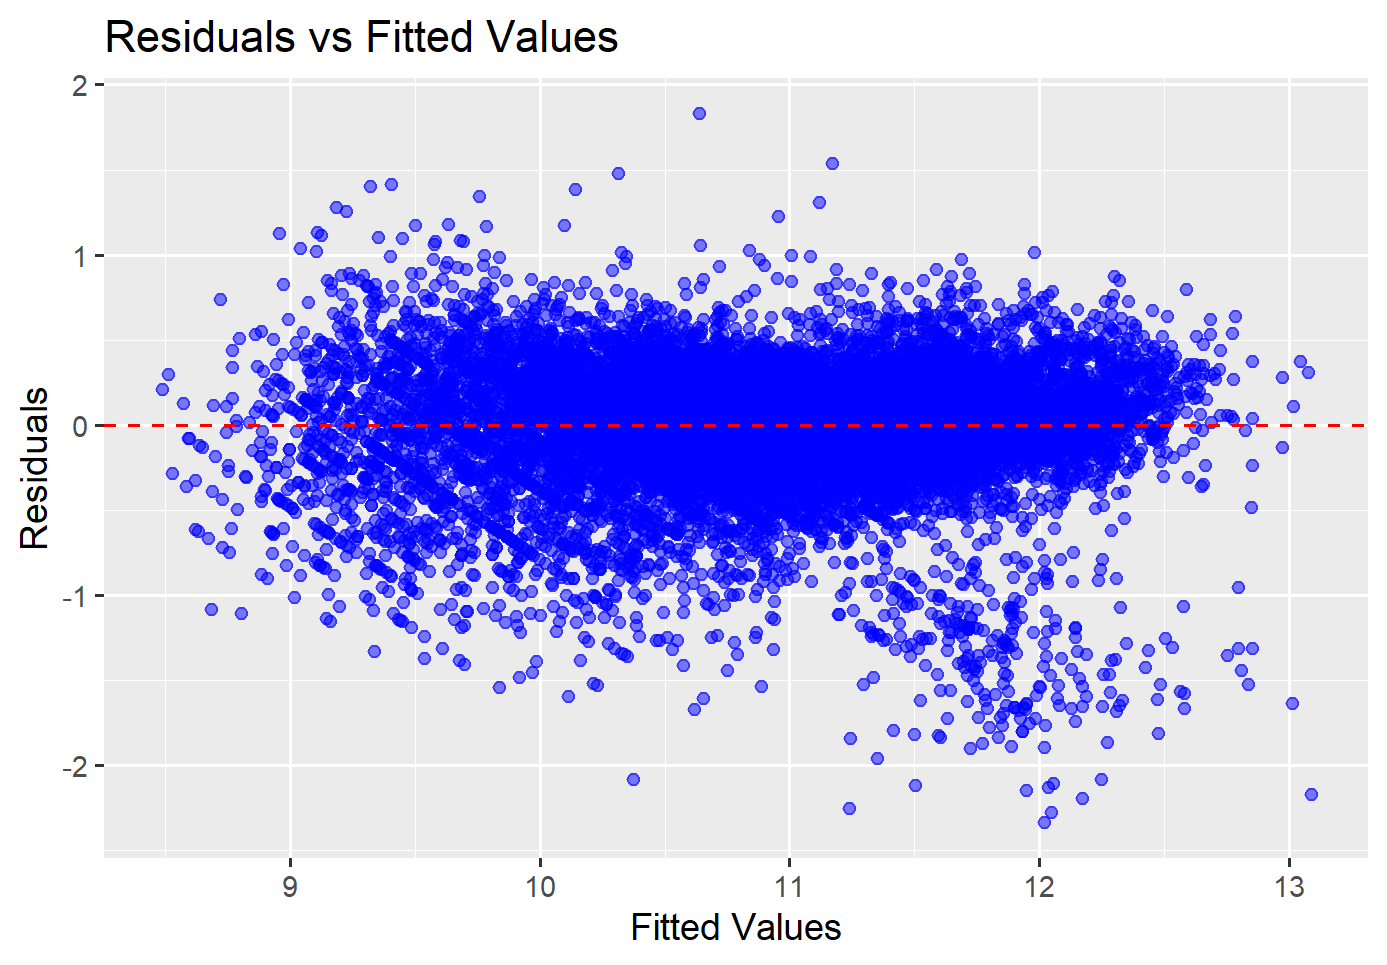 Residuals vs Fitted Values
2
1
0
-1
-2
Residuals
9 10 11 12 13
Fitted Values